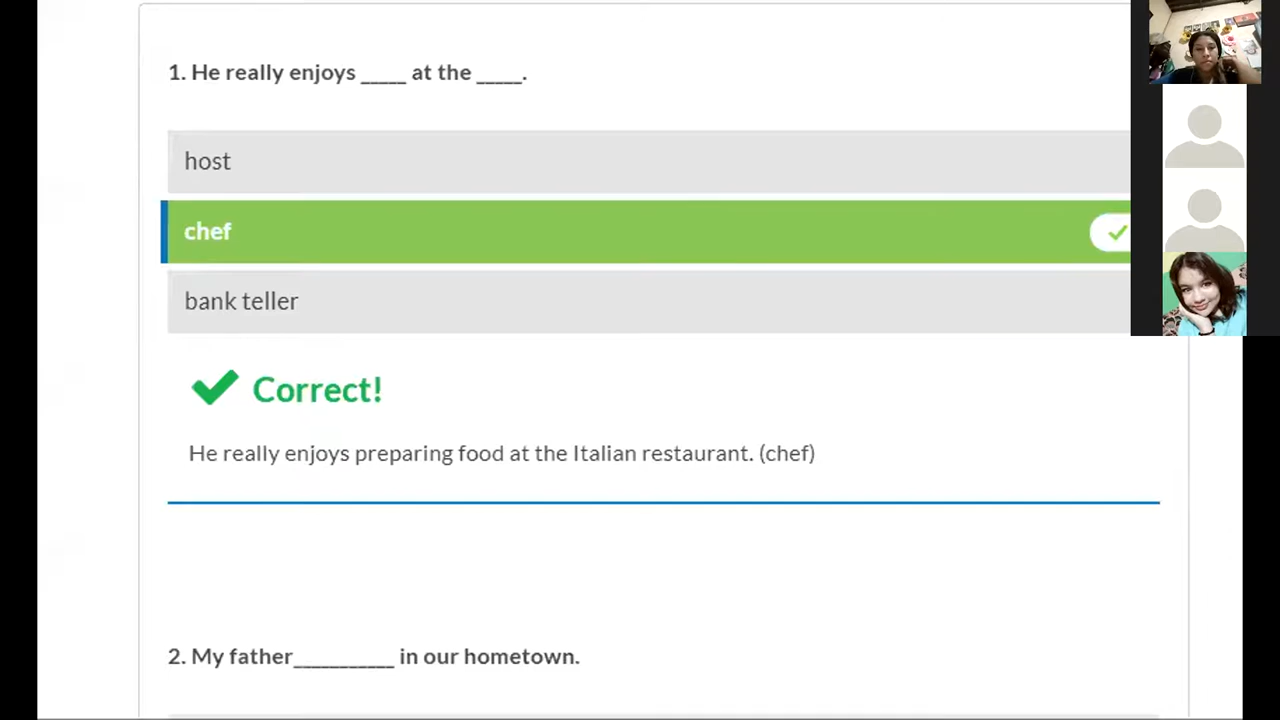 1. He really enjoys _____ at the _____.
host
chef
bank teller
Correct!
He really enjoys preparing food at the Italian restaurant. (chef)
2. My father___________ in our hometown.